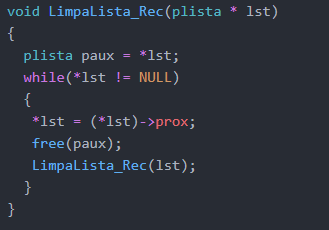 void LimpaLista_Rec(plista * lst)
{
plista paux = *lst;
while(*lst != NULL)
{
*lst = (*lst)->prox;
free(paux);
LimpaLista_Rec(lst);
}
}